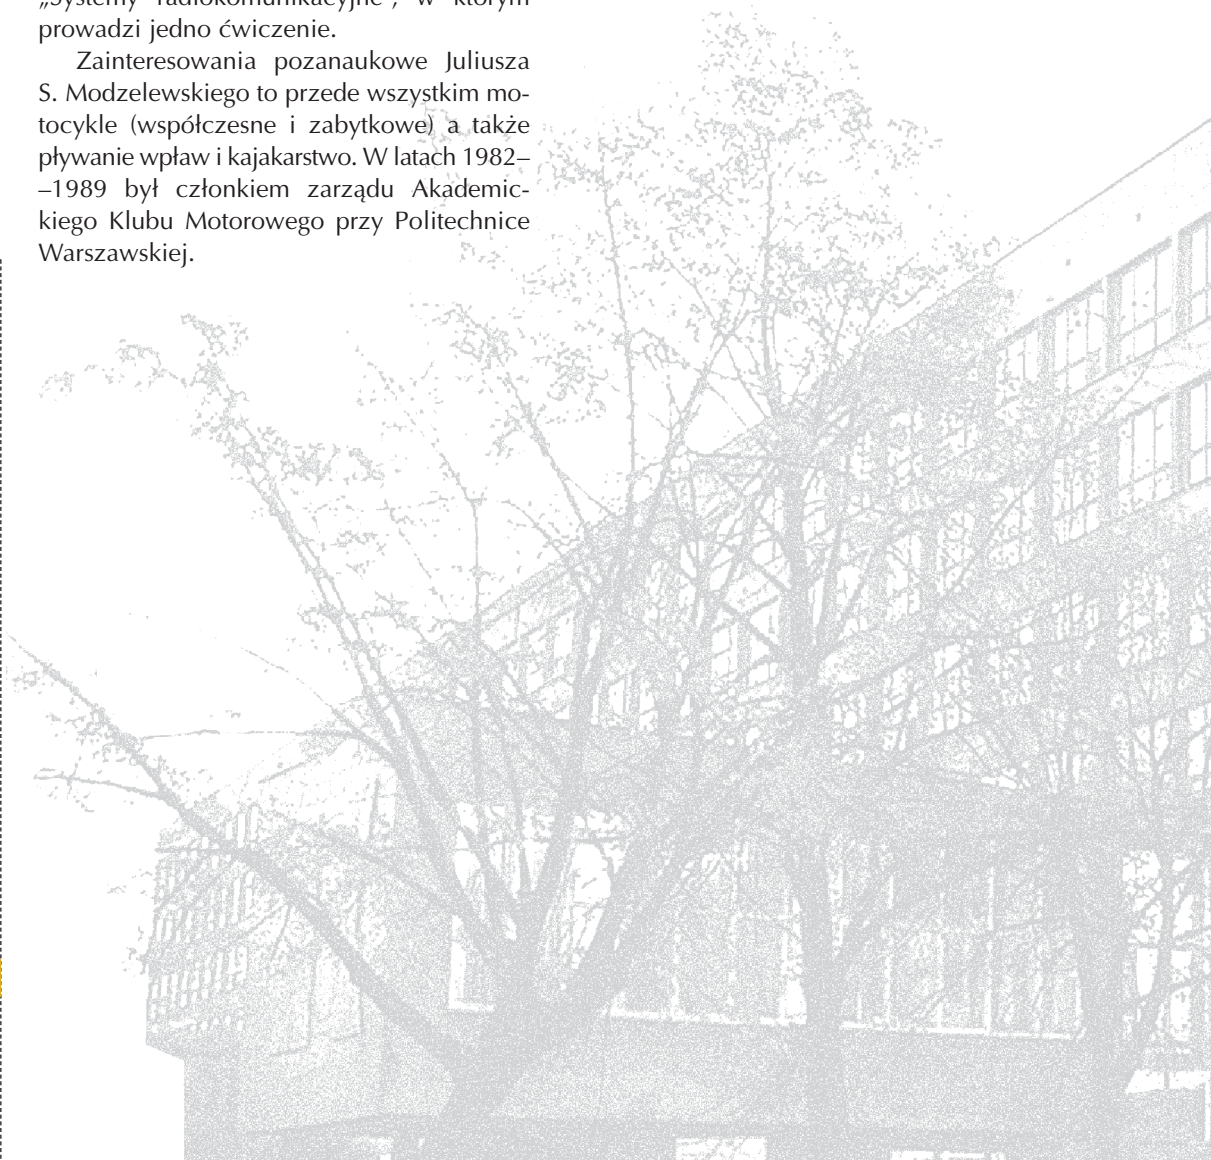 „Systemy radiokomunikacyjne”, w którym
prowadzi jedno ćwiczenie.
Zainteresowania pozanaukowe Juliusza
S. Modzelewskiego to przede wszystkim mo-
tocykle (współczesne i zabytkowe) a także
pływanie wpław i kajakarstwo. W latach 1982–
–1989 był członkiem zarządu Akademic-
kiego Klubu Motorowego przy Politechnice
Warszawskiej.